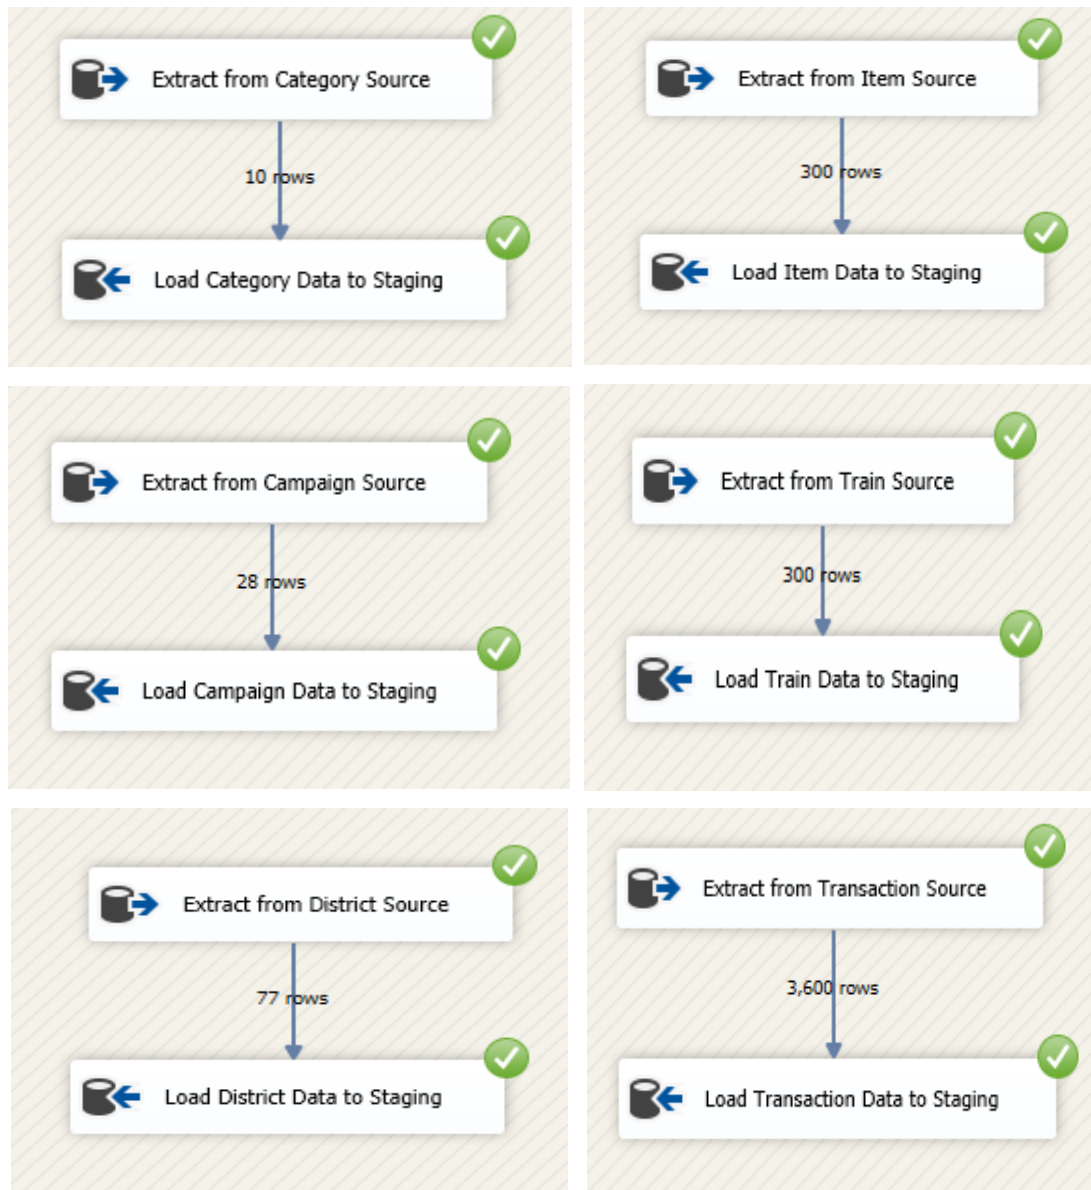 Extract from Category Source
10 rows
Load Category Data to Staging
Extract from Item Source
300 rows
Load Item Data to Staging
Extract from Campaign Source
28 rows
Load Campaign Data to Staging
Extract from Train Source
300 rows
Load Train Data to Staging
Extract from District Source
77 rows
Load District Data to Staging
Extract from Transaction Source
3,600 rows
Load Transaction Data to Staging